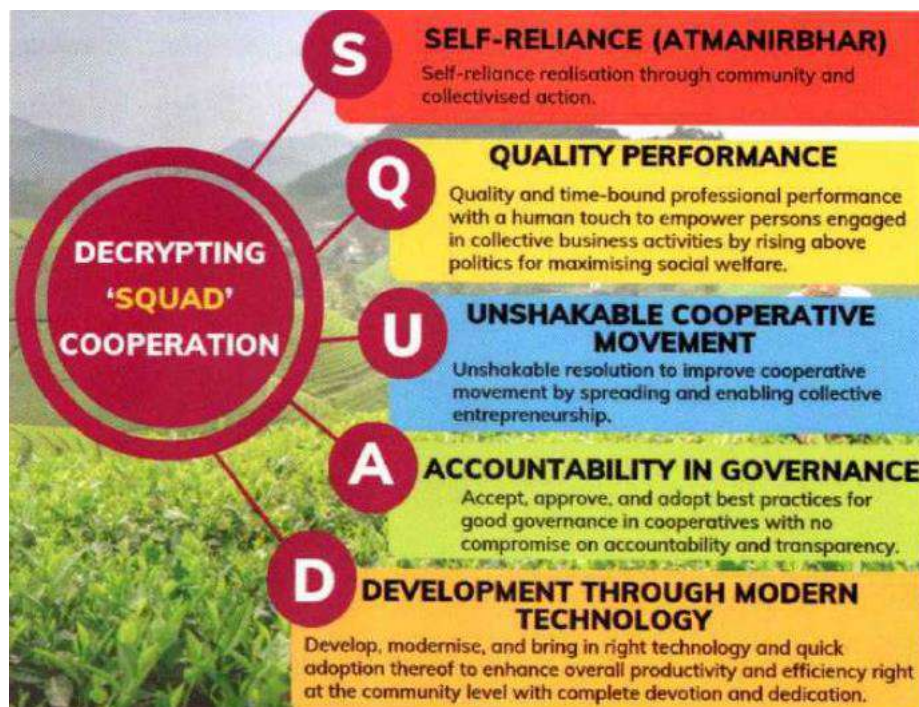 DECRYPTING
‘SQUAD’
COOPERATION
S
SELF-RELIANCE (ATMANIRBHAR)
Self-reliance realisation through community and
collectivised action.
Q
QUALITY PERFORMANCE
Quality and time-bound professional performance
with a human touch to empower persons engaged
in collective business activities by rising above
politics for maximising social welfare.
U
UNSHAKABLE COOPERATIVE
MOVEMENT
Unshakable resolution to improve cooperative
movement by spreading and enabling collective
entrepreneurship.
A
ACCOUNTABILITY IN GOVERNANCE
Accept, approve, and adopt best practices for
good governance in cooperatives with no
compromise on accountability and transparency.
D
DEVELOPMENT THROUGH MODERN
TECHNOLOGY
Develop, modernise, and bring in right technology and quick
adoption thereof to enhance overall productivity and efficiency right
at the community level with complete devotion and dedication.